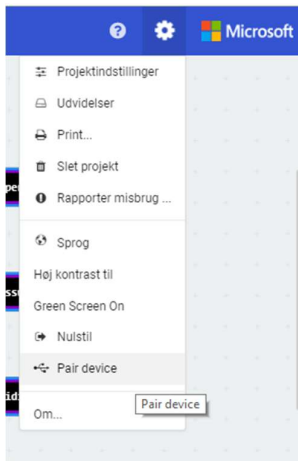 Microsoft
Projektindstillinger
Udvidelser
Print...
Slet projekt
Rapporter misbrug ...
Sprog
Høj kontrast til
Green Screen On
Nulstil
Pair device
Pair device
Om...